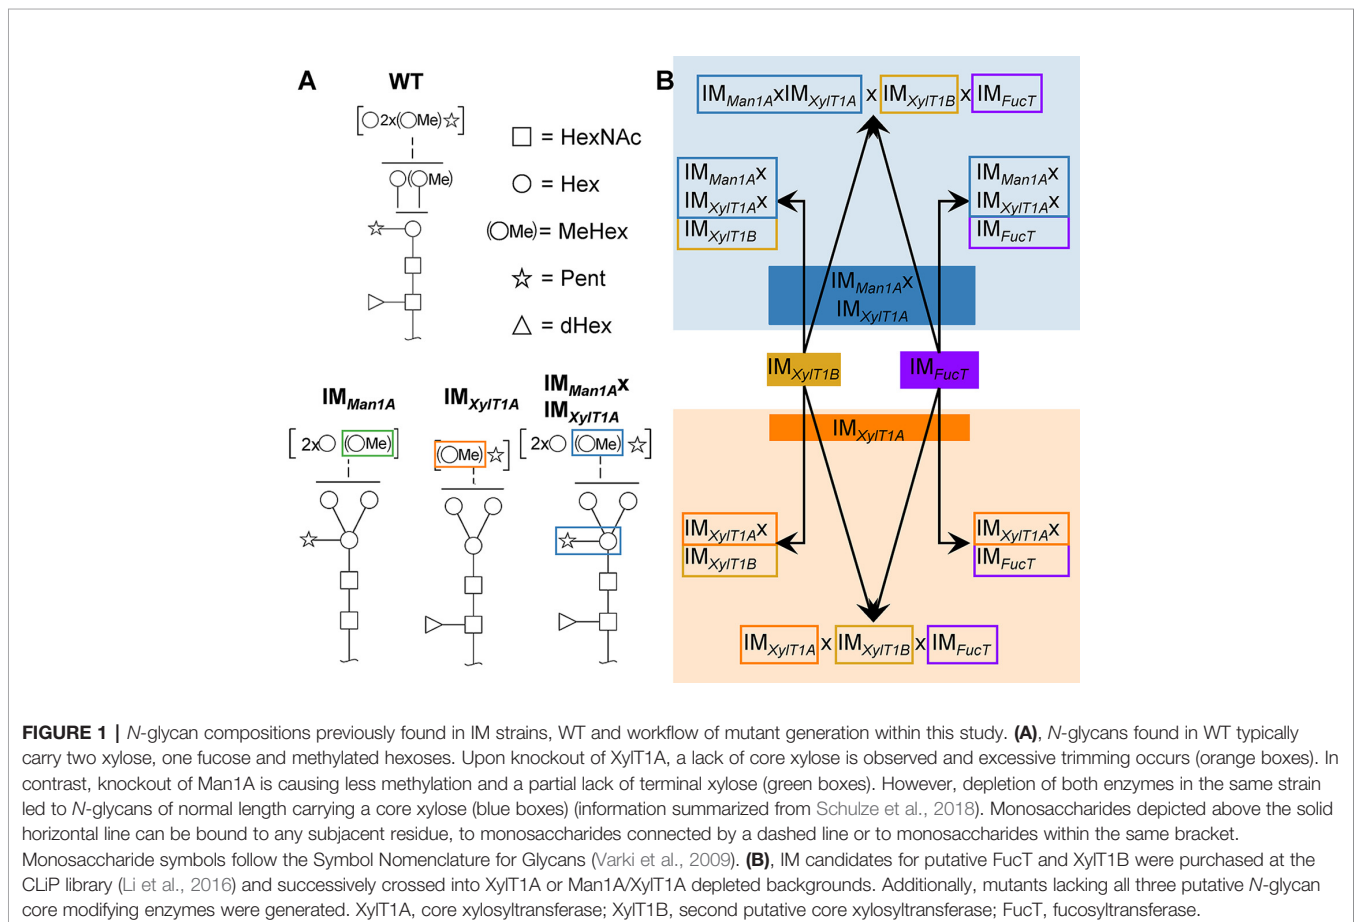 A
WT
[○2x(○Me)☆]
○(○Me)
□ = HexNAc
○ = Hex
(○Me) = MeHex
☆ = Pent
△ = dHex
IMMan1A
[2x○ (○Me)]
IMXylT1A
[(○Me)☆]
IMMan1Ax
IMXylT1A
[2x○ (○Me) ☆]
B
IMMan1AxIMXylT1A x IMXylT1B x IMFucT
IMMan1Ax
IMXylT1Ax
IMXylT1B
IMMan1Ax
IMXylT1Ax
IMFucT
IMMan1Ax
IMXylT1A
IMXylT1B
IMFucT
IMXylT1A
IMXylT1Ax
IMXylT1B
IMXylT1Ax
IMFucT
IMXylT1A x IMXylT1B x IMFucT
FIGURE 1 | N-glycan compositions previously found in IM strains, WT and workflow of mutant generation within this study. (A), N-glycans found in WT typically
carry two xylose, one fucose and methylated hexoses. Upon knockout of XylT1A, a lack of core xylose is observed and excessive trimming occurs (orange boxes). In
contrast, knockout of Man1A is causing less methylation and a partial lack of terminal xylose (green boxes). However, depletion of both enzymes in the same strain
led to N-glycans of normal length carrying a core xylose (blue boxes) (information summarized from Schulze et al., 2018). Monosaccharides depicted above the solid
horizontal line can be bound to any subjacent residue, to monosaccharides connected by a dashed line or to monosaccharides within the same bracket.
Monosaccharide symbols follow the Symbol Nomenclature for Glycans (Varki et al., 2009). (B), IM candidates for putative FucT and XylT1B were purchased at the
CLiP library (Li et al., 2016) and successively crossed into XylT1A or Man1A/XylT1A depleted backgrounds. Additionally, mutants lacking all three putative N-glycan
core modifying enzymes were generated. XylT1A, core xylosyltransferase; XylT1B, second putative core xylosyltransferase; FucT, fucosyltransferase.